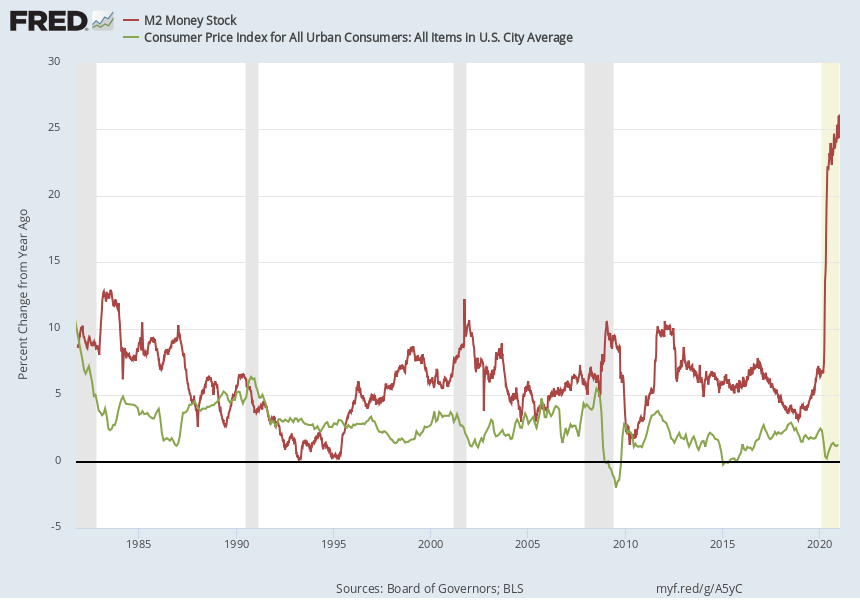 FRED
M2 Money Stock
Consumer Price Index for All Urban Consumers: All Items in U.S. City Average
Percent Change from Year Ago
30
25
20
15
10
5
0
-5
1985 1990 1995 2000 2005 2010 2015 2020
Sources: Board of Governors; BLS myf.red/g/A5yC